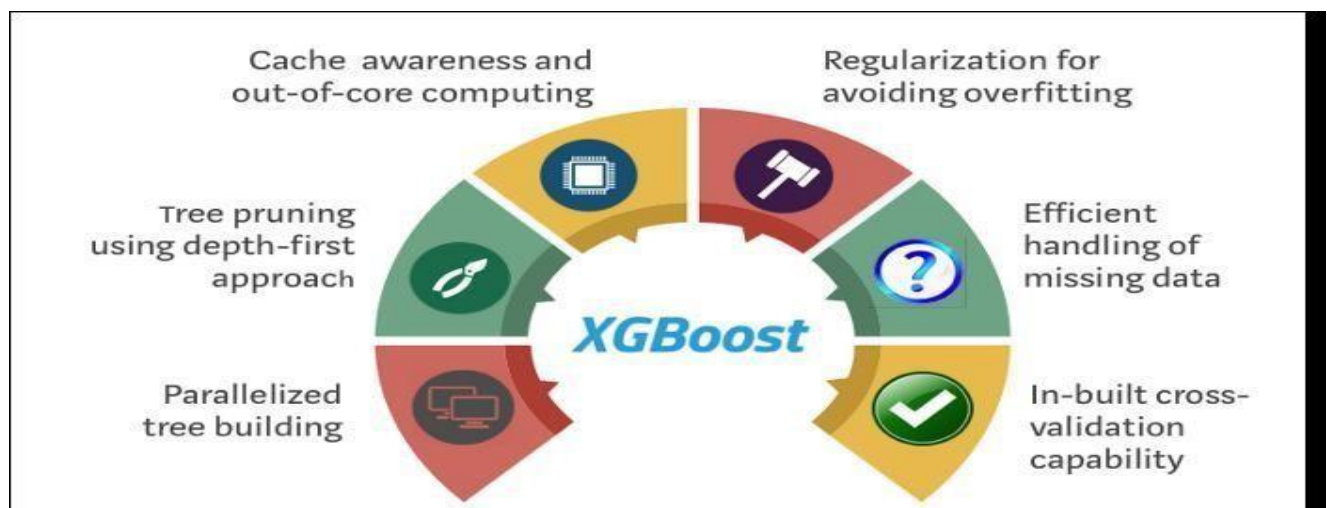 Cache awareness and
out-of-core computing
Regularization for
avoiding overfitting
Tree pruning
using depth-first
approach
Efficient
handling of
missing data
XGBoost
Parallelized
tree building
In-built cross-
validation
capability